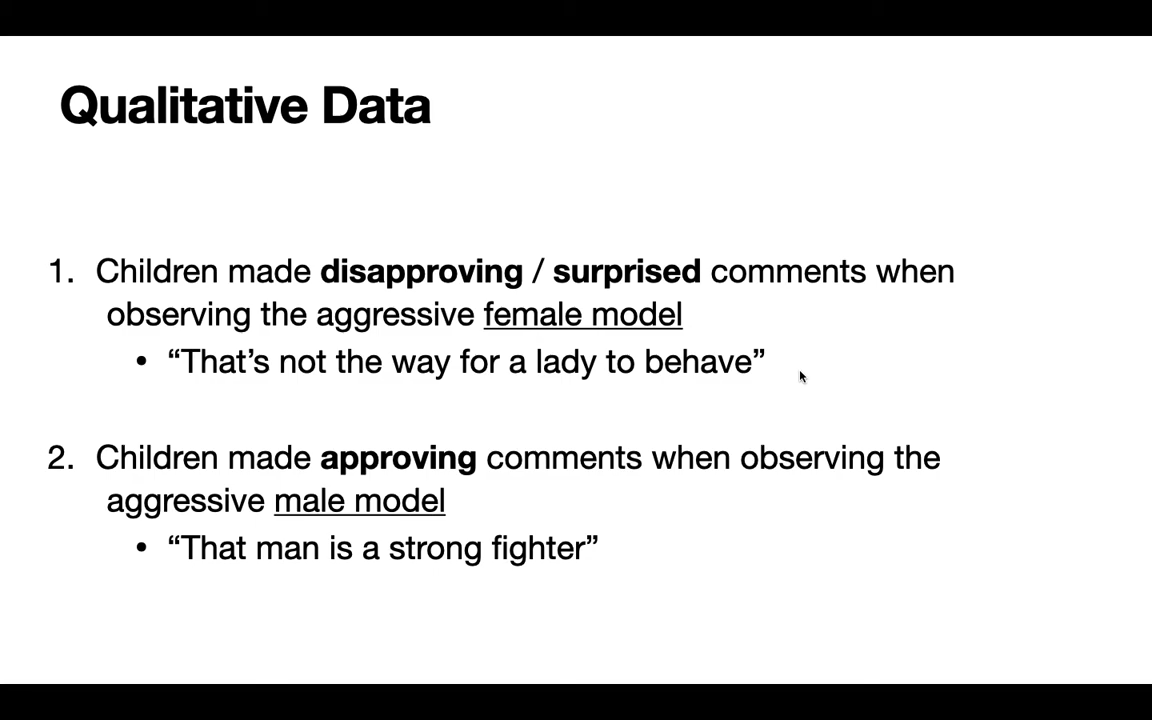 Qualitative Data
1. Children made disapproving / surprised comments when
observing the aggressive female model
• “That’s not the way for a lady to behave”
2. Children made approving comments when observing the
aggressive male model
• “That man is a strong fighter”